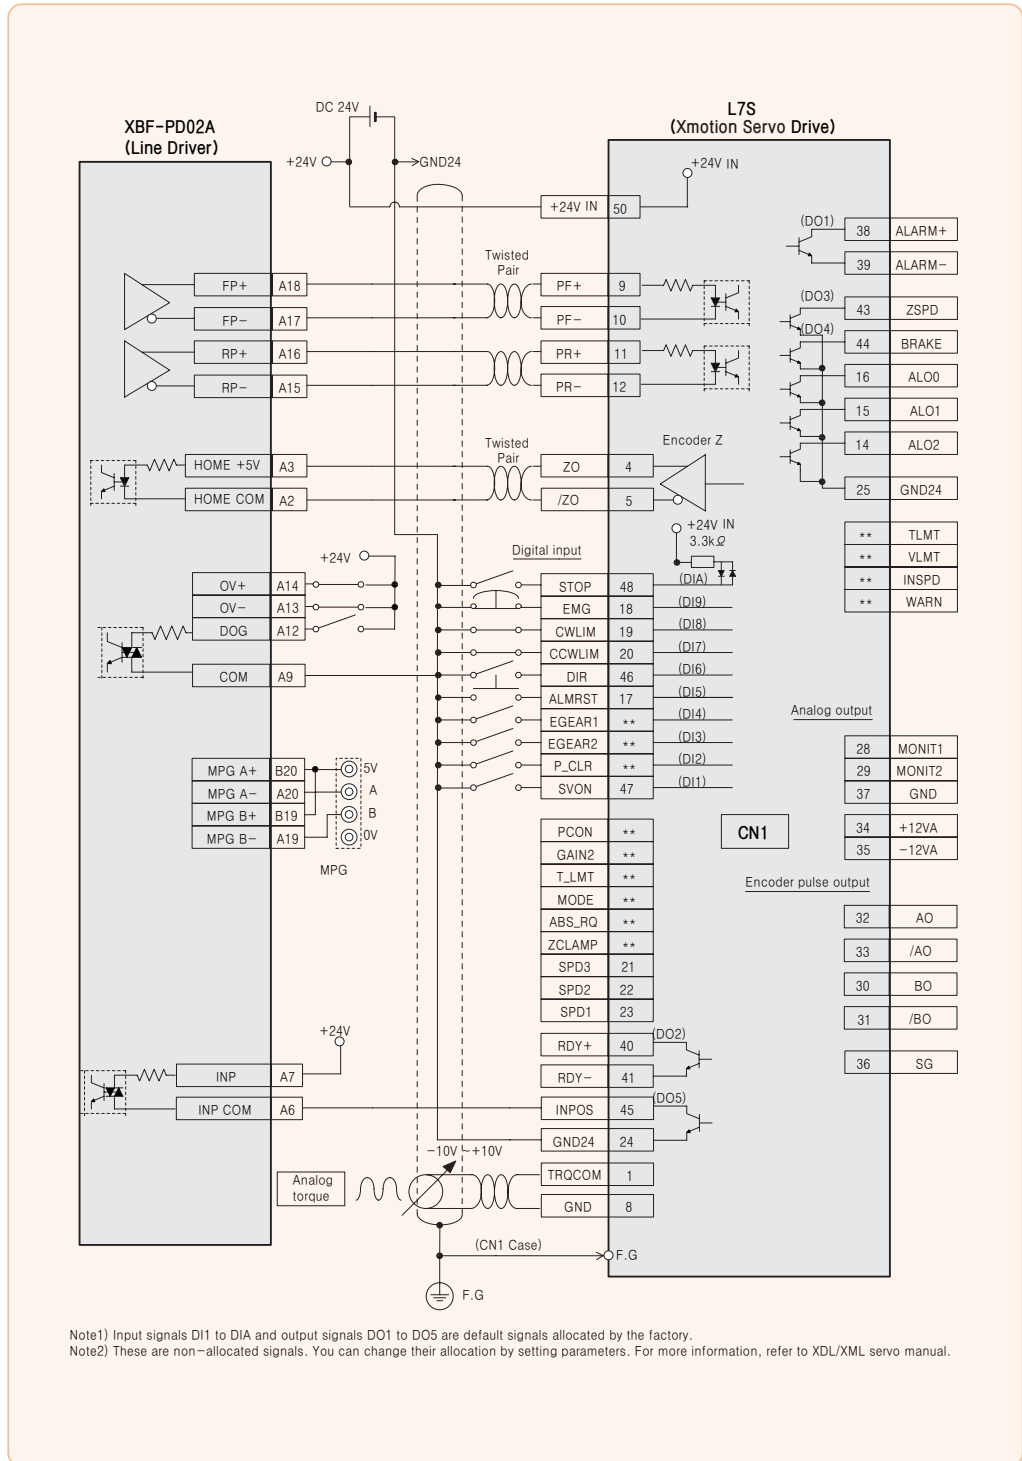 DC 24V
L7S
(Xmotion Servo Drive)
XBF-PD02A
(Line Driver)
+24V
GND24
+24V IN
+24V IN 50
(DO1)
38 ALARM+
39 ALARM-
Twisted
Pair
FP+ A18
PF+ 9
(DO3)
43 ZSPD
FP- A17
PF- 10
(DO4)
44 BRAKE
RP+ A16
PR+ 11
16 ALO0
RP- A15
PR- 12
15 ALO1
Twisted
Pair
Encoder Z
14 ALO2
HOME +5V A3
ZO 4
25 GND24
HOME COM A2
/ZO 5
+24V IN
3.3kΩ
** TLMT
+24V
Digital input
** VLMT
OV+ A14
STOP 48 (DIA)
** INSPD
OV- A13
EMG 18 (DI9)
** WARN
DOG A12
CWLIM 19 (DI8)
CCWLIM 20 (DI7)
COM A9
DIR 46 (DI6)
ALMRST 17 (DI5)
Analog output
EGEAR1 ** (DI4)
EGEAR2 ** (DI3)
28 MONIT1
MPG A+ B20 5V
P_CLR ** (DI2)
29 MONIT2
MPG A- A20 A
SVON 47 (DI1)
37 GND
MPG B+ B19 B
MPG B- A19 0V
MPG
PCON **
CN1
34 +12VA
GAIN2 **
35 -12VA
T_LMT **
Encoder pulse output
MODE **
ABS_RQ **
32 AO
ZCLAMP **
33 /AO
SPD3 21
SPD2 22
30 BO
SPD1 23
31 /BO
+24V
RDY+ 40 (DO2)
36 SG
INP A7
RDY- 41
INP COM A6
INPOS 45 (DO5)
GND24 24
-10V ~+10V
Analog
torque
TRQCOM 1
GND 8
(CN1 Case)
F.G
F.G
Note1) Input signals DI1 to DIA and output signals DO1 to DO5 are default signals allocated by the factory.
Note2) These are non-allocated signals. You can change their allocation by setting parameters. For more information, refer to XDL/XML servo manual.